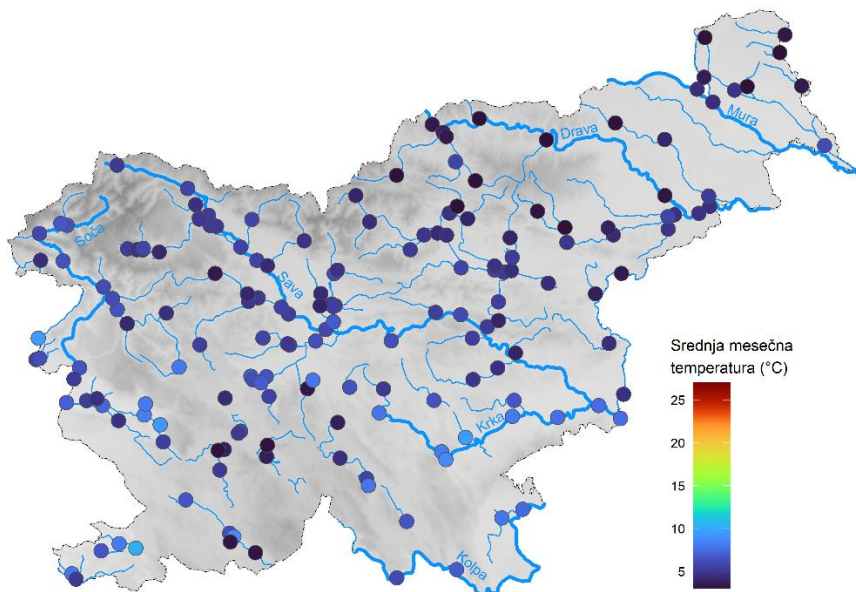 Mura
Drava
Soča
Sava
Srednja mesečna
temperatura (°C)
25
20
15
10
5
Krka
Kolpa